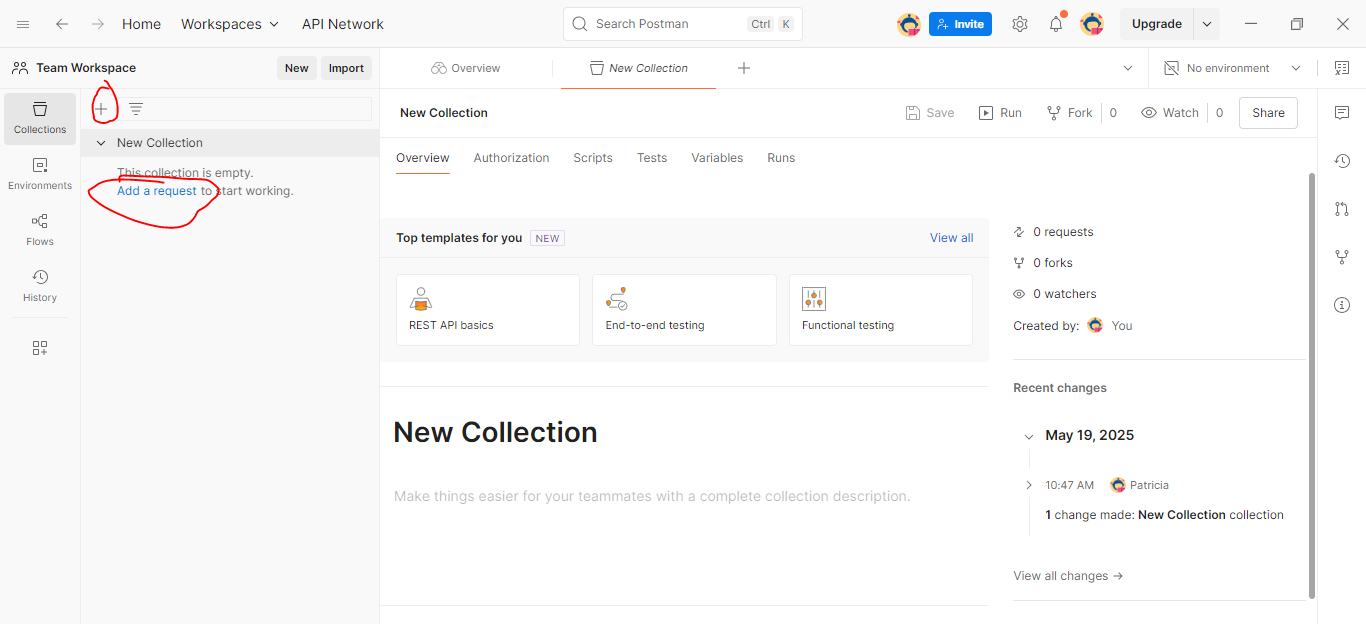 Home Workspaces API Network Search Postman Ctrl K Invite Upgrade
Team Workspace New Import Overview New Collection No environment
Collections
Environments
Flows
History
New Collection
This collection is empty.
Add a request to start working.
New Collection Save Run Fork 0 Watch 0 Share
Overview Authorization Scripts Tests Variables Runs
Top templates for you NEW View all
REST API basics End-to-end testing Functional testing
New Collection
Make things easier for your teammates with a complete collection description.
0 requests
0 forks
0 watchers
Created by: You
Recent changes
May 19, 2025
10:47 AM Patricia
1 change made: New Collection collection
View all changes →